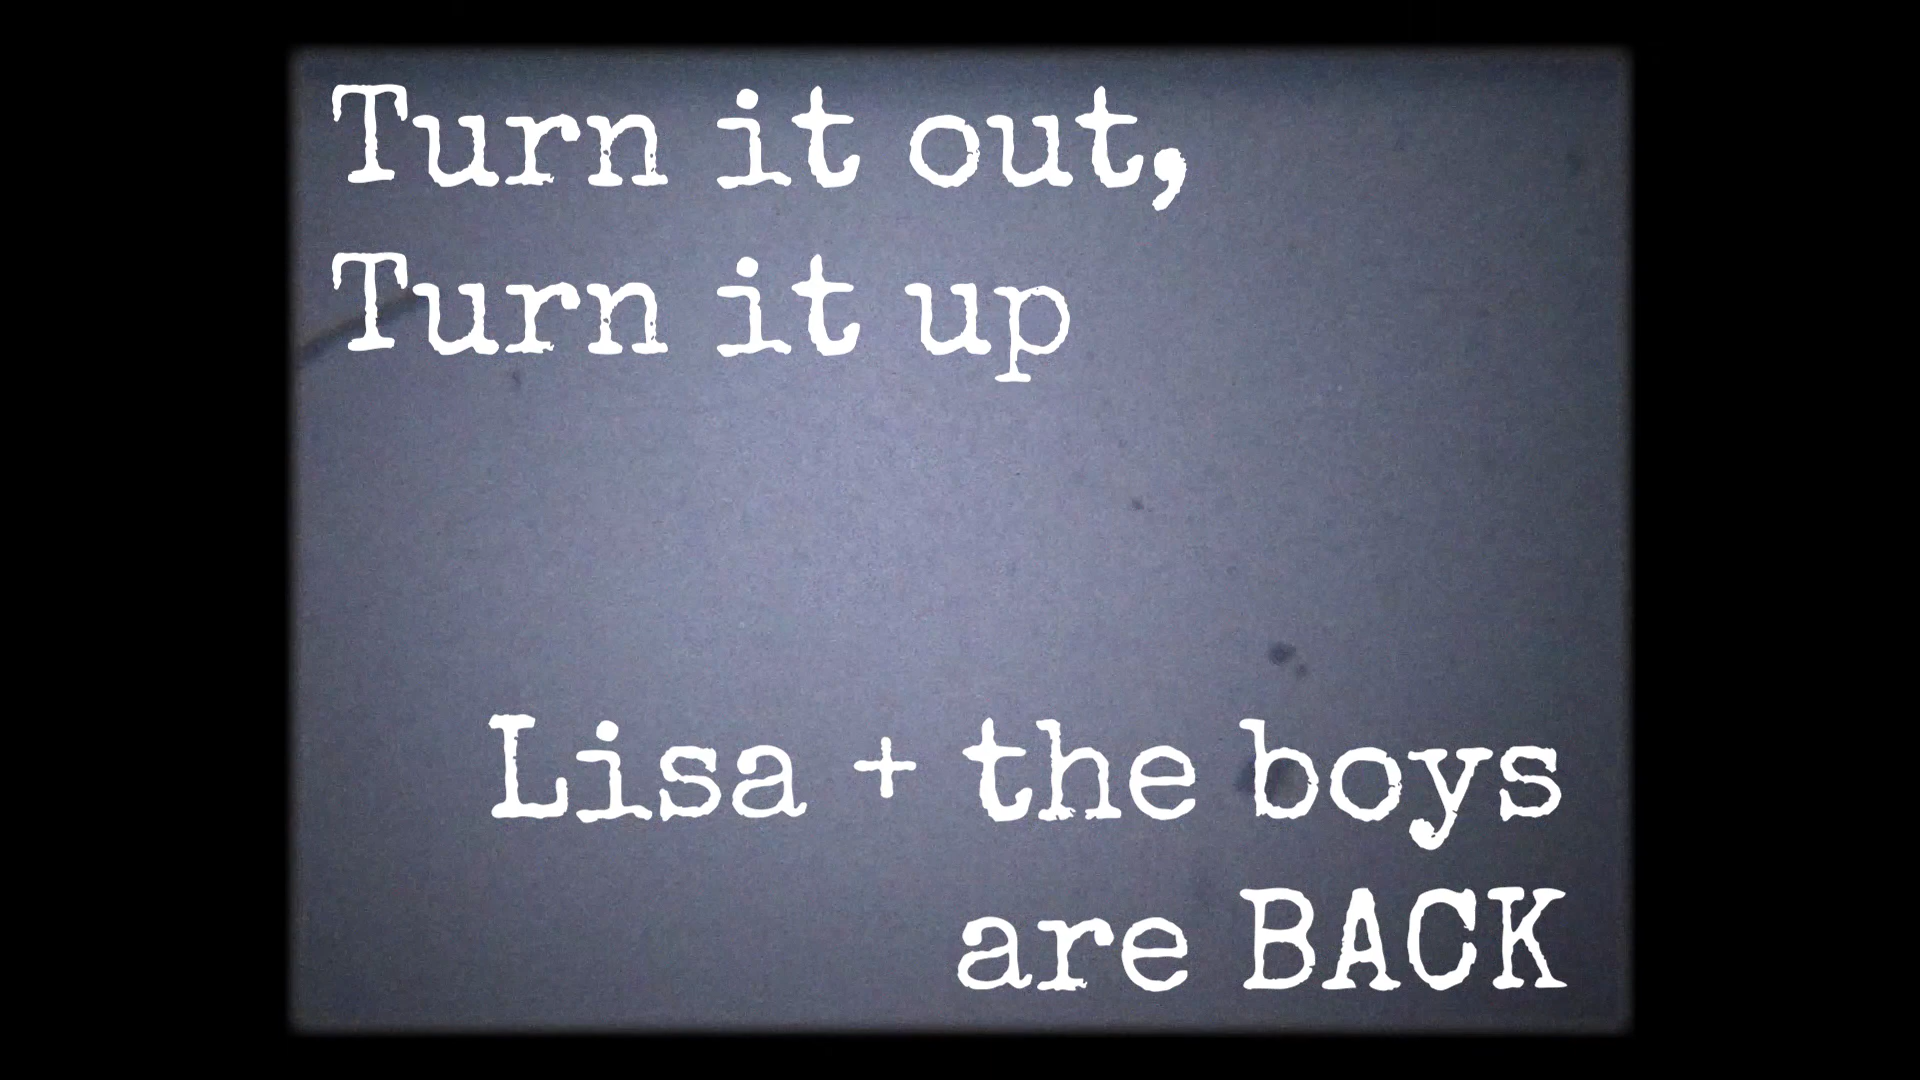 Turn it out,
Turn it up
Lisa + the boys
are BACK